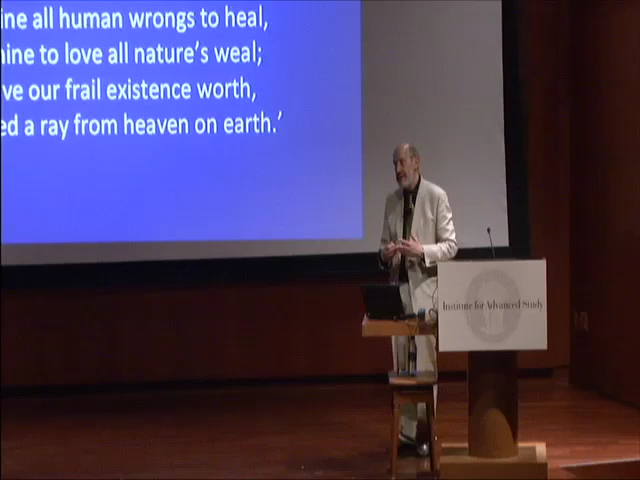 ine all human wrongs to heal,
nine to love all nature's weal;
ve our frail existence worth,
ed a ray from heaven on earth.'
Institute for Advanced Study